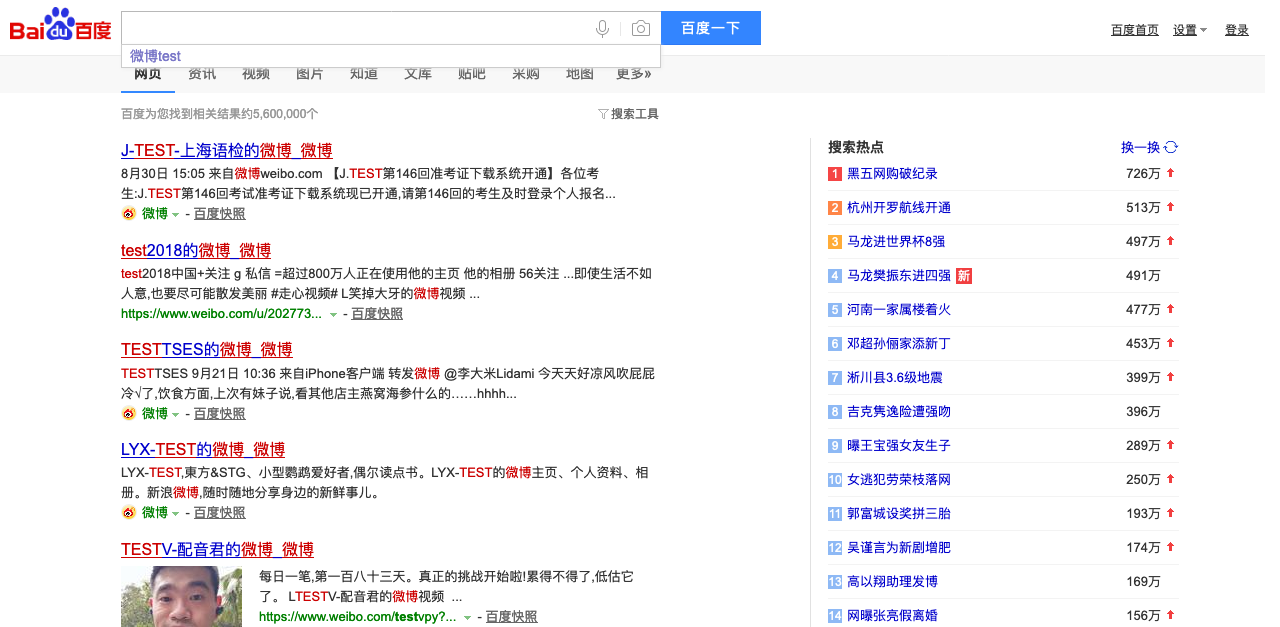 Bai du 百度
百度一下
百度首页 设置 登录
微博test
网页 资讯 视频 图片 知道 文库 贴吧 采购 地图 更多»
百度为您找到相关结果约5,600,000个
搜索工具
J-TEST-上海语检的微博_微博
8月30日 15:05 来自微博weibo.com 【J.TEST第146回准考证下载系统开通】各位考
生:J.TEST第146回考试准考证下载系统现已开通,请第146回的考生及时登录个人报名...
微博 - 百度快照
test2018的微博_微博
test2018中国+关注 g 私信 =超过800万人正在使用他的主页 他的相册 56关注 ...即使生活不如
人意,也要尽可能散发美丽 #走心视频# L笑掉大牙的微博视频 ...
https://www.weibo.com/u/202773... - 百度快照
TESTTSES的微博_微博
TESTTSES 9月21日 10:36 来自iPhone客户端 转发微博 @李大米Lidami 今天天好凉风吹屁屁
冷√了,饮食方面,上次有妹子说,看其他店主燕窝海参什么的……hhhh...
微博 - 百度快照
LYX-TEST的微博_微博
LYX-TEST,東方&STG、小型鹦鹉爱好者,偶尔读点书。LYX-TEST的微博主页、个人资料、相
册。新浪微博,随时随地分享身边的新鲜事儿。
微博 - 百度快照
TESTV-配音君的微博_微博
每日一笔,第一百八十三天。真正的挑战开始啦!累得不得了,低估它
了。 LTESTV-配音君的微博视频 ...
https://www.weibo.com/testvpy?... - 百度快照
搜索热点 换一换
1 黑五网购破纪录 726万
2 杭州开罗航线开通 513万
3 马龙进世界杯8强 497万
4 马龙樊振东进四强 新 491万
5 河南一家属楼着火 477万
6 邓超孙俪家添新丁 453万
7 淅川县3.6级地震 399万
8 吉克隽逸险遭强吻 396万
9 曝王宝强女友生子 289万
10 女逃犯劳荣枝落网 250万
11 郭富城设奖拼三胎 193万
12 吴谨言为新剧增肥 174万
13 高以翔助理发博 169万
14 网曝张亮假离婚 156万